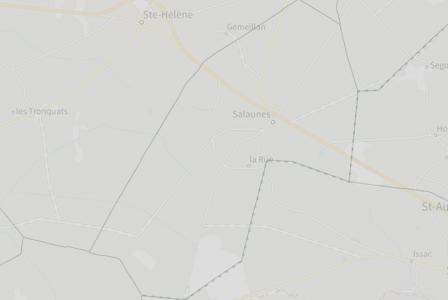 Ste-Hélène
Gemeillan
les Tronquats
Salaunes
la Rue
Issac